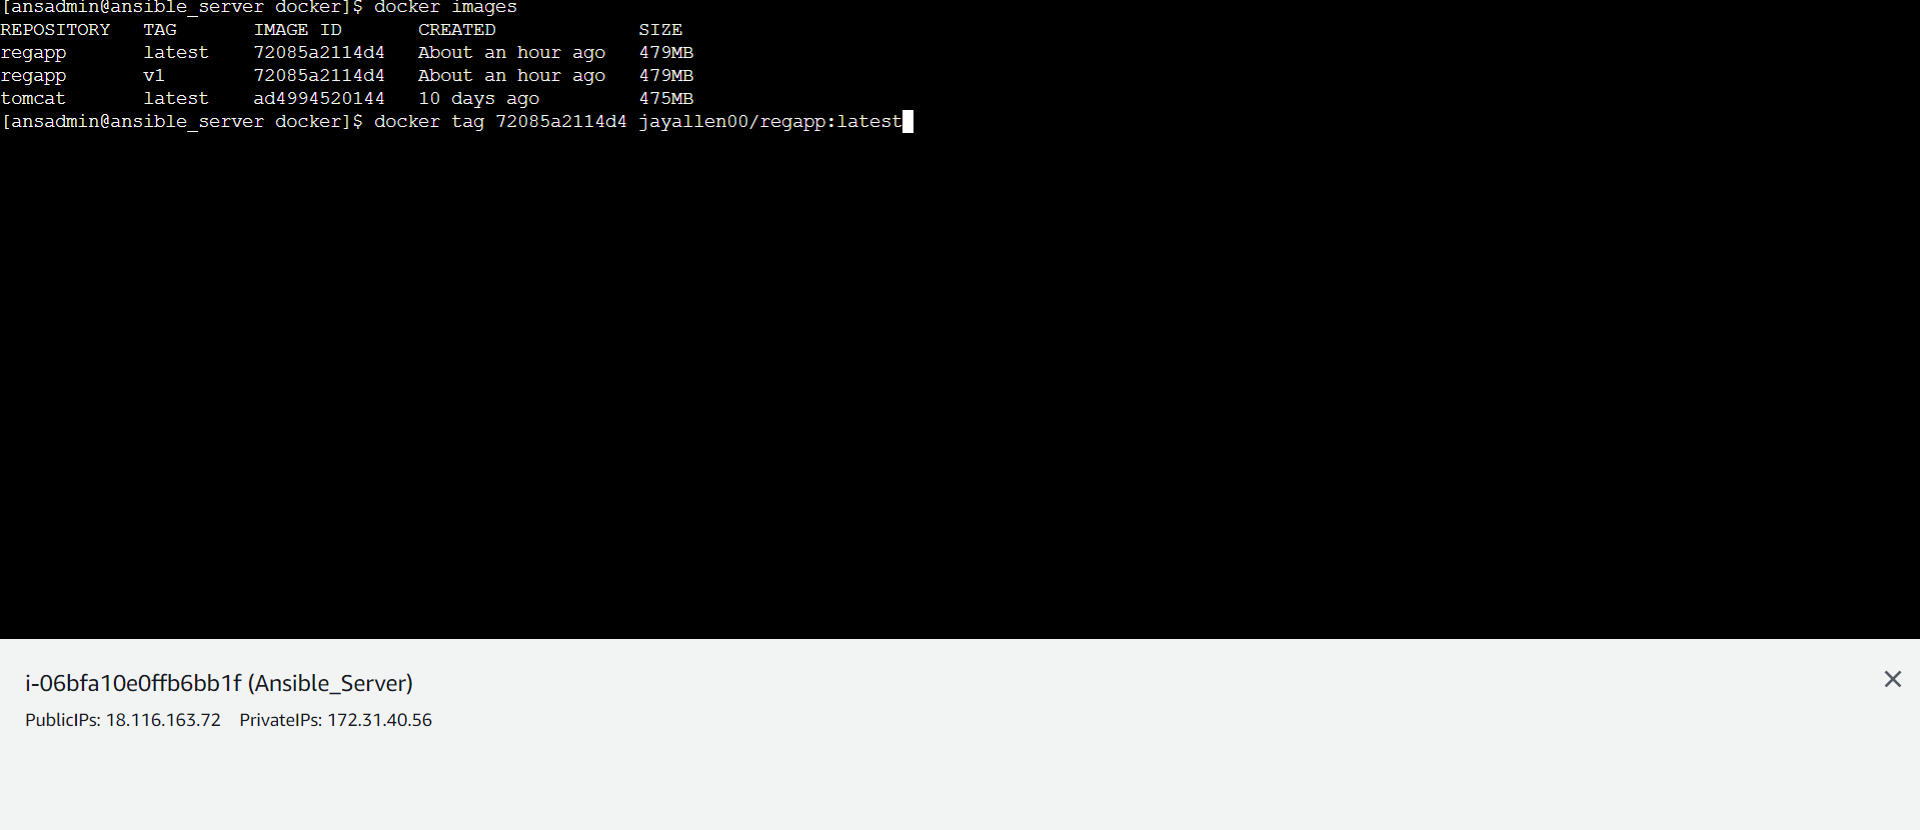 [ansadmin@ansible_server docker]$ docker images
REPOSITORY   TAG       IMAGE ID       CREATED             SIZE
regapp       latest    72085a2114d4   About an hour ago   479MB
regapp       v1        72085a2114d4   About an hour ago   479MB
tomcat       latest    ad4994520144   10 days ago         475MB
[ansadmin@ansible_server docker]$ docker tag 72085a2114d4 jayallen00/regapp:latest
i-06bfa10e0ffb6bb1f (Ansible_Server)
PublicIPs: 18.116.163.72 PrivateIPs: 172.31.40.56